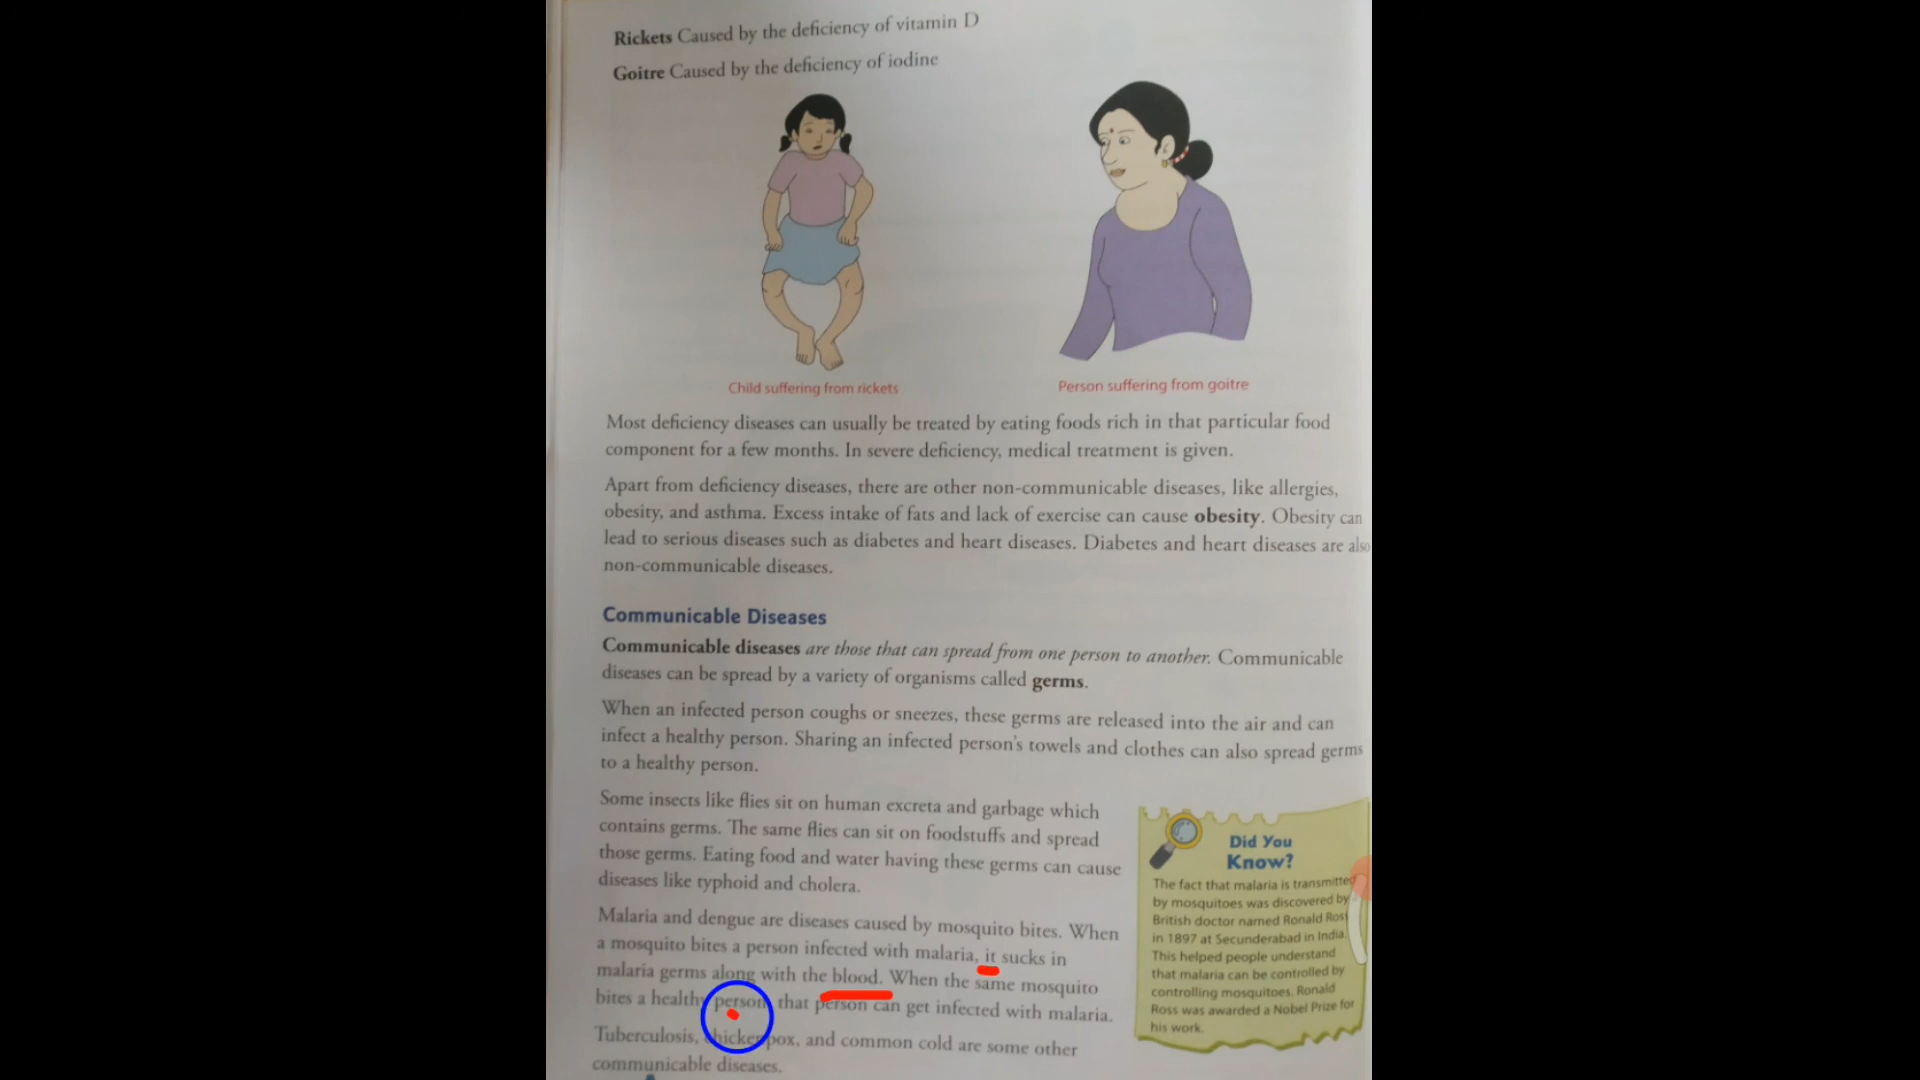 Rickets Caused by the deficiency of vitamin D
Goitre Caused by the deficiency of iodine
Child suffering from rickets
Person suffering from goitre
Most deficiency diseases can usually be treated by eating foods rich in that particular food
component for a few months. In severe deficiency, medical treatment is given.
Apart from deficiency diseases, there are other non-communicable diseases, like allergies,
obesity, and asthma. Excess intake of fats and lack of exercise can cause obesity. Obesity can
lead to serious diseases such as diabetes and heart diseases. Diabetes and heart diseases are also
non-communicable diseases.
Communicable Diseases
Communicable diseases are those that can spread from one person to another. Communicable
diseases can be spread by a variety of organisms called germs.
When an infected person coughs or sneezes, these germs are released into the air and can
infect a healthy person. Sharing an infected person's towels and clothes can also spread germs
to a healthy person.
Some insects like flies sit on human excreta and garbage which
contains germs. The same flies can sit on foodstuffs and spread
those germs. Eating food and water having these germs can cause
diseases like typhoid and cholera.
Malaria and dengue are diseases caused by mosquito bites. When
a mosquito bites a person infected with malaria, it sucks in
malaria germs along with the blood. When the same mosquito
bites a healthy person, that person can get infected with malaria.
Tuberculosis, chickenpox, and common cold are some other
communicable diseases.
Did You
Know?
The fact that malaria is transmitted
by mosquitoes was discovered by
British doctor named Ronald Ross
in 1897 at Secunderabad in India.
This helped people understand
that malaria can be controlled by
controlling mosquitoes. Ronald
Ross was awarded a Nobel Prize for
his work.